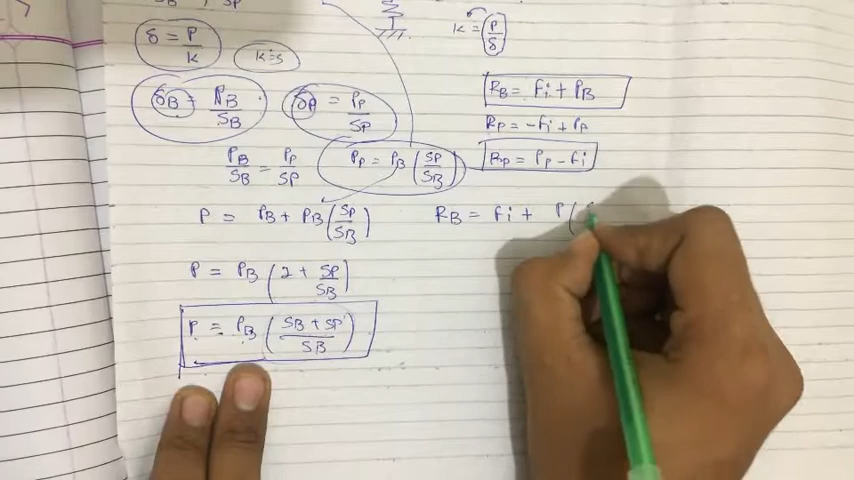 δ = P/K
K=S
K = P/δ
δB = PB/SB
δP = PP/SP
RB = Fi + PB
RP = -Fi + PP
PB/SB = PP/SP
PP = PB (SP/SB)
RP = PP - Fi
P = PB + PB (SP/SB)
RB = Fi + P(
P = PB (2 + SP/SB)
P = PB (SB + SP/SB)